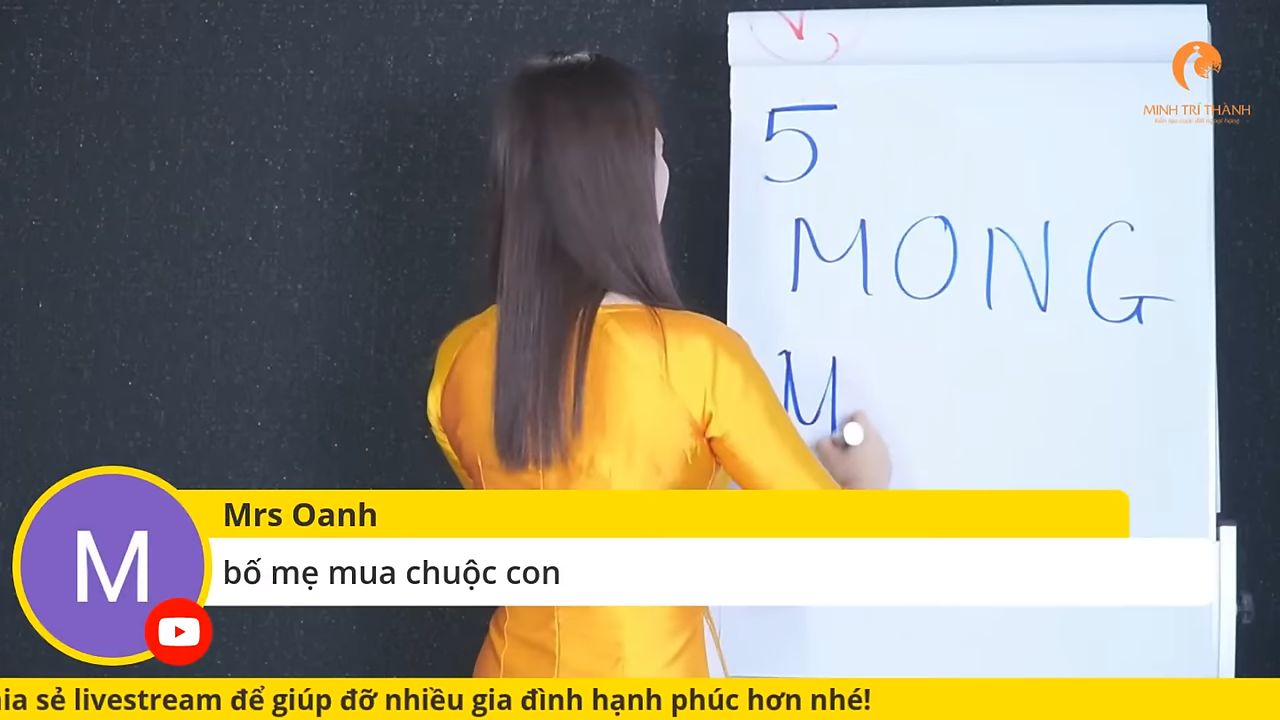 MINH TRÍ THÀNH
5
MONG
M
Mrs Oanh
M
bố mẹ mua chuộc con
sẻ livestream để giúp đỡ nhiều gia đình hạnh phúc hơn nhé!